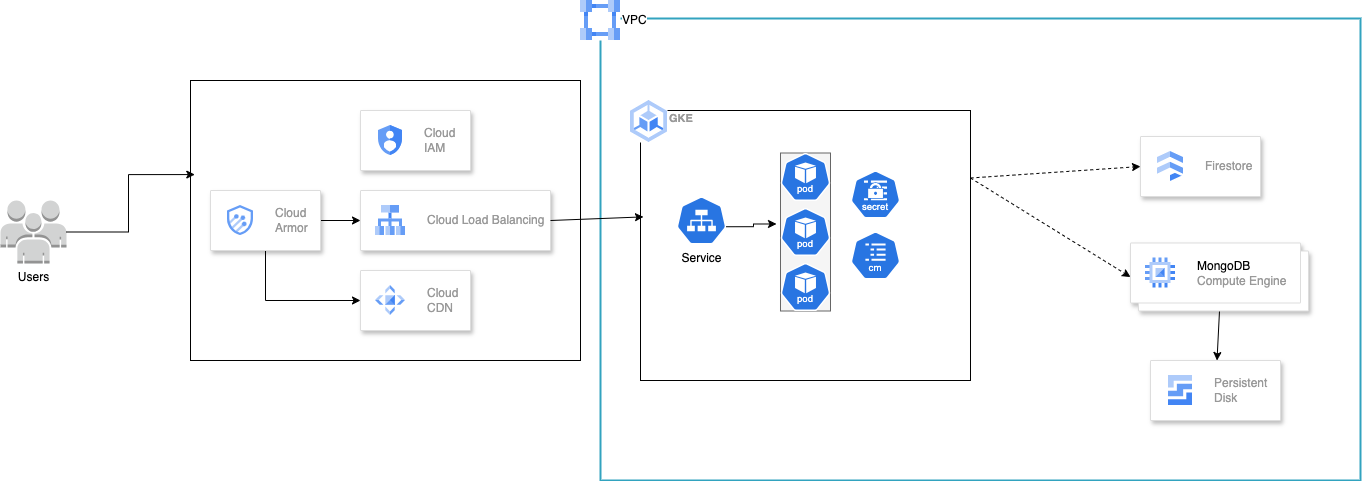 VPC
GKE
Cloud
IAM
Cloud
Armor
Cloud Load Balancing
Cloud
CDN
Users
Service
pod
pod
pod
secret
cm
Firestore
MongoDB
Compute Engine
Persistent
Disk